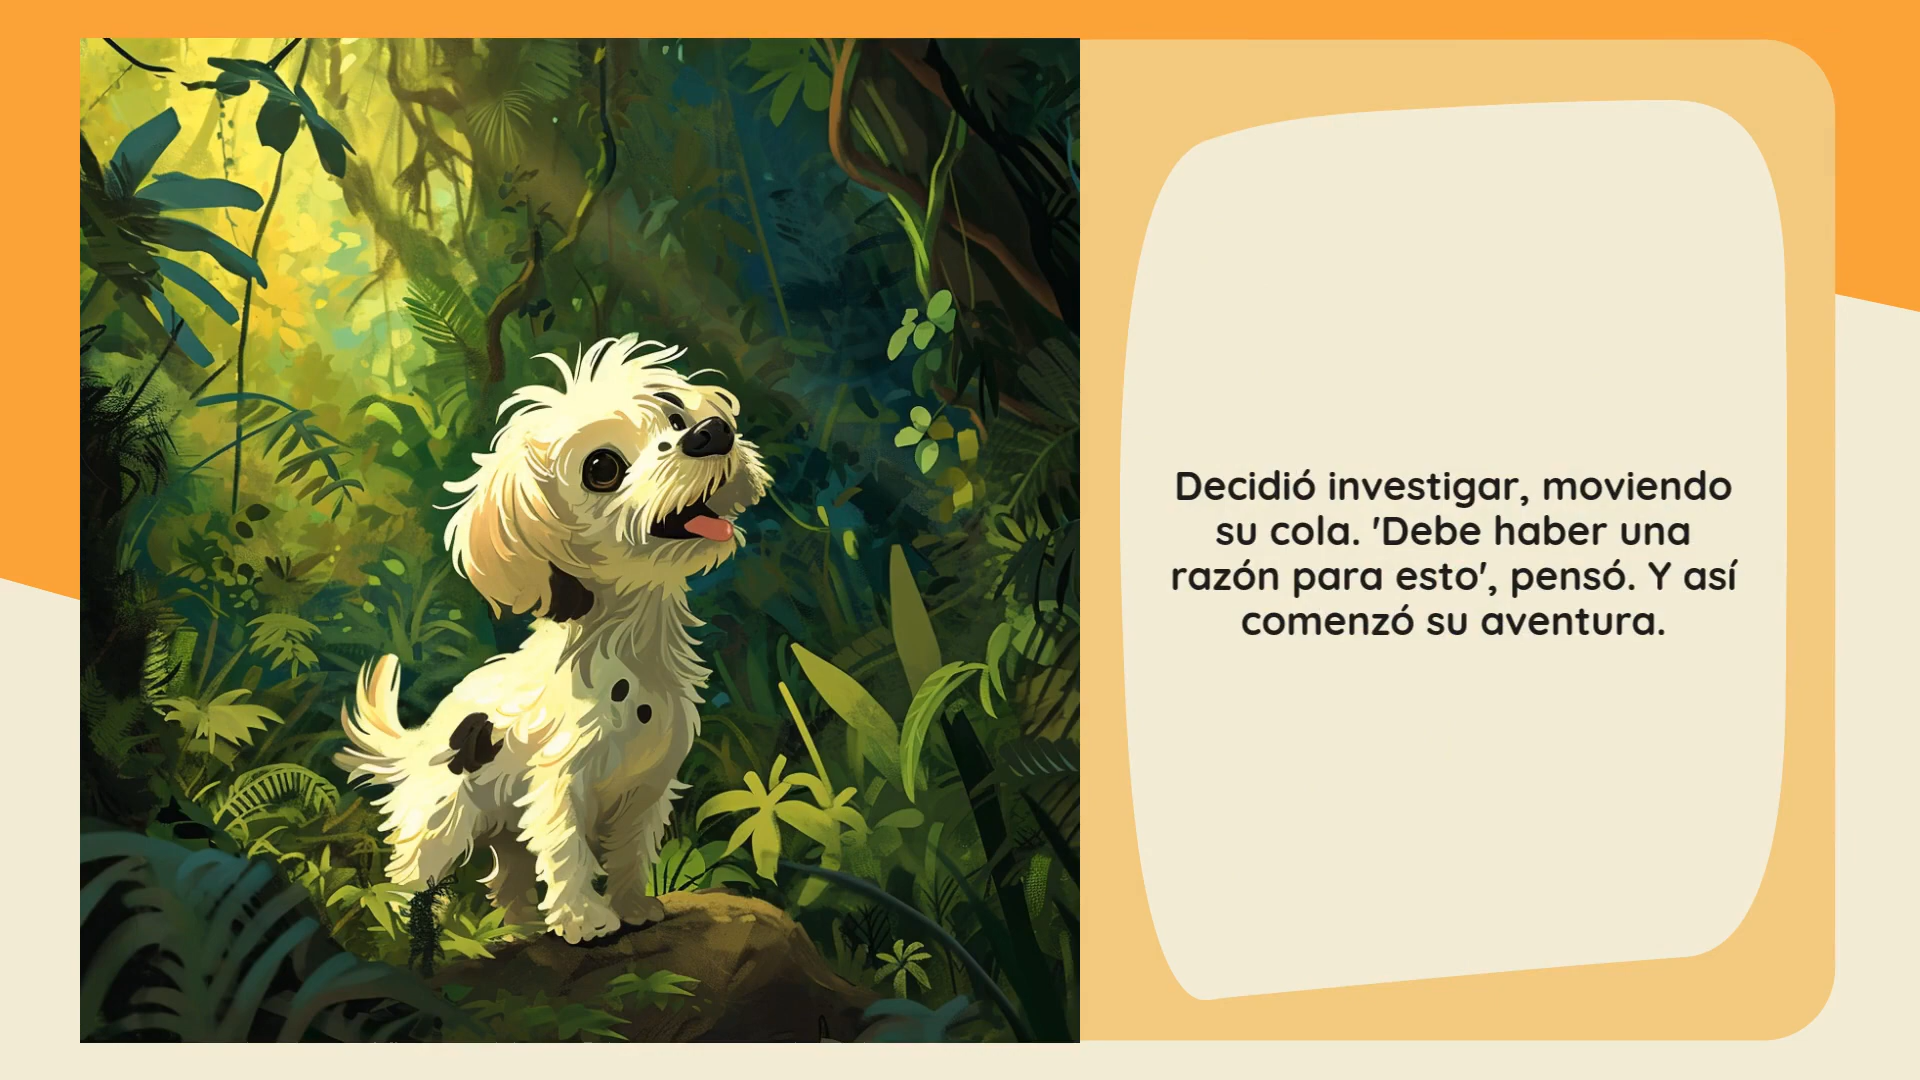 Decidió investigar, moviendo
su cola. 'Debe haber una
razón para esto', pensó. Y así
comenzó su aventura.